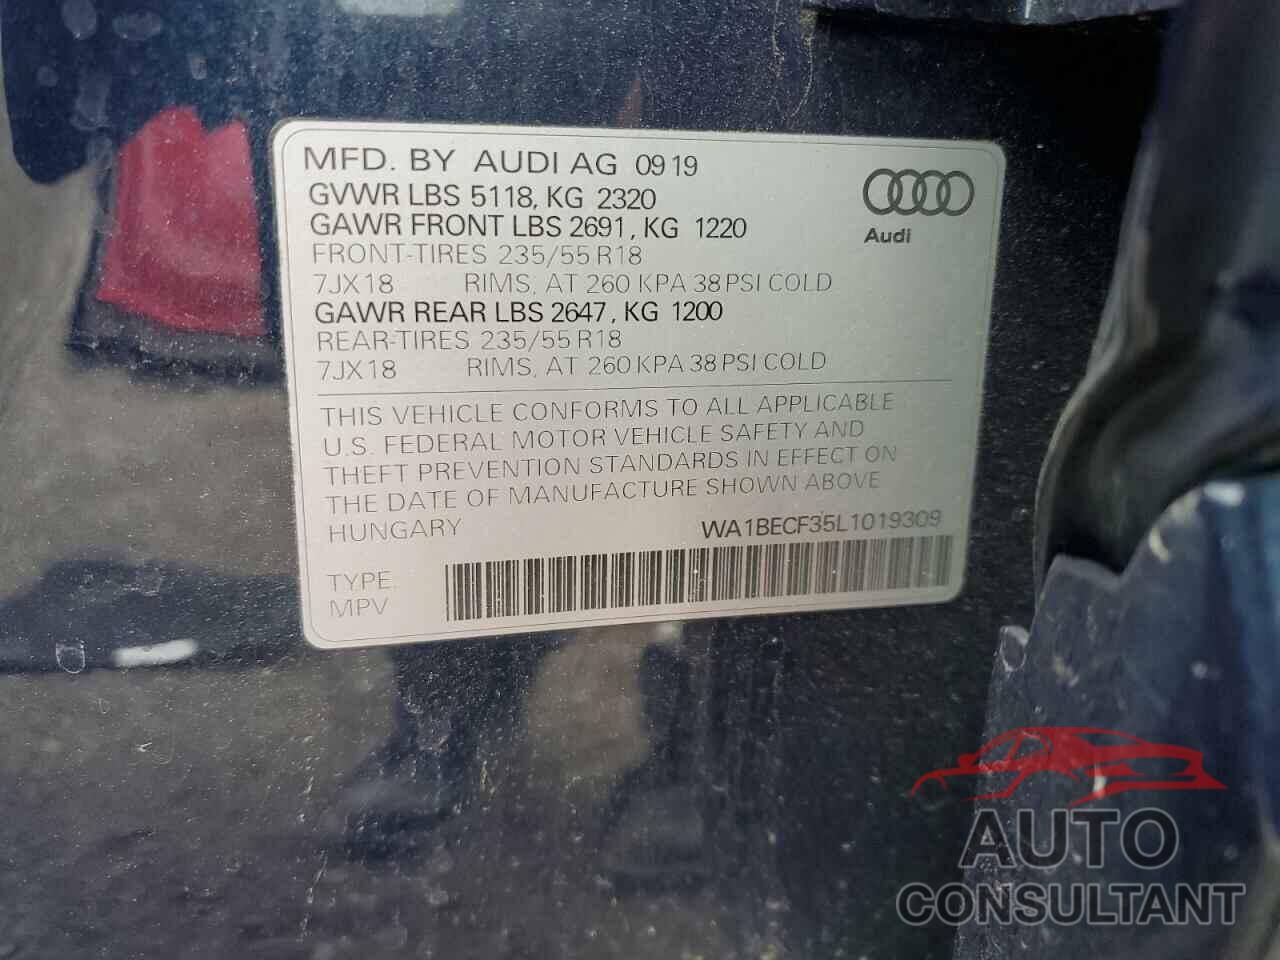 MFD. BY AUDI AG 0919
GVWR LBS 5118, KG 2320
GAWR FRONT LBS 2691, KG 1220
FRONT-TIRES 235/55 R18
7JX18 RIMS, AT 260 KPA 38 PSI COLD
GAWR REAR LBS 2647, KG 1200
REAR-TIRES 235/55 R18
7JX18 RIMS, AT 260 KPA 38 PSI COLD
Audi
THIS VEHICLE CONFORMS TO ALL APPLICABLE
U.S. FEDERAL MOTOR VEHICLE SAFETY AND
THEFT PREVENTION STANDARDS IN EFFECT ON
THE DATE OF MANUFACTURE SHOWN ABOVE
HUNGARY WA1BECF35L1019309
TYPE:
MPV
AUTO
CONSULTANT